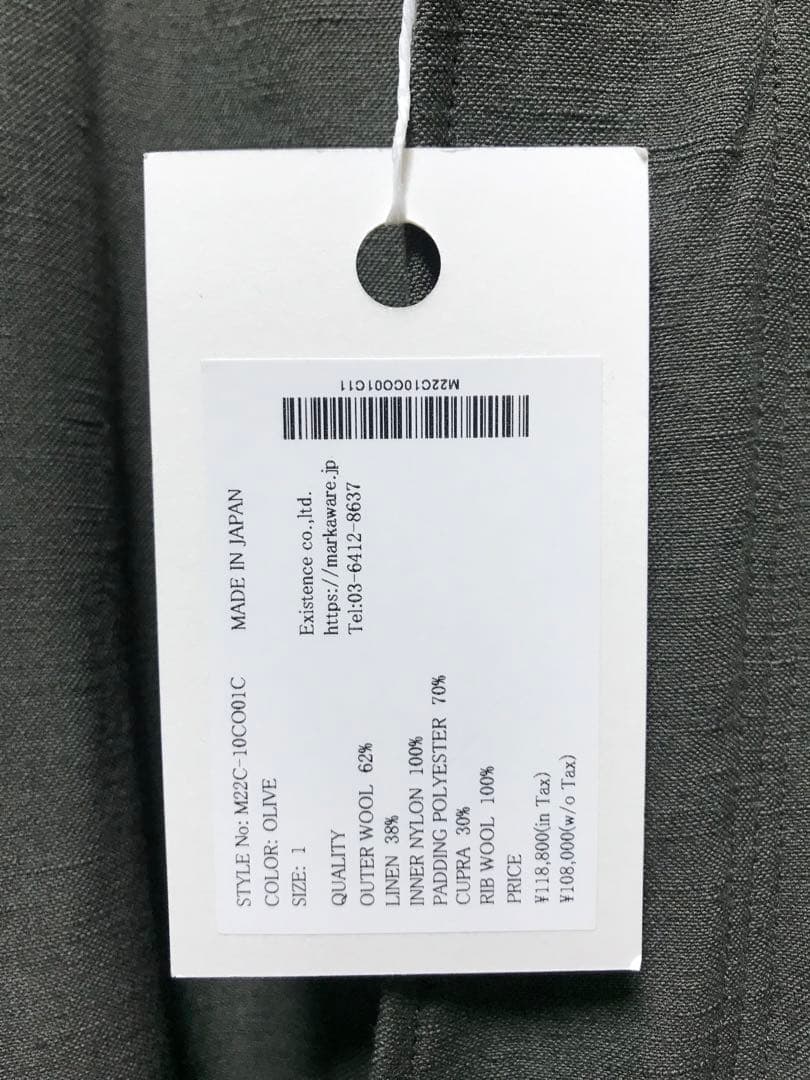 STYLE No: M22C-10CO01C MADE IN JAPAN
COLOR: OLIVE
SIZE: 1
Existence co.,ltd.
https://markaware.jp
Tel:03-6412-8637
QUALITY
OUTER WOOL 62%
LINEN 38%
INNER NYLON 100%
PADDING POLYESTER 70%
CUPRA 30%
RIB WOOL 100%
PRICE
¥118,800(in Tax)
¥108,000(w/o Tax)
M22C10CO01C11